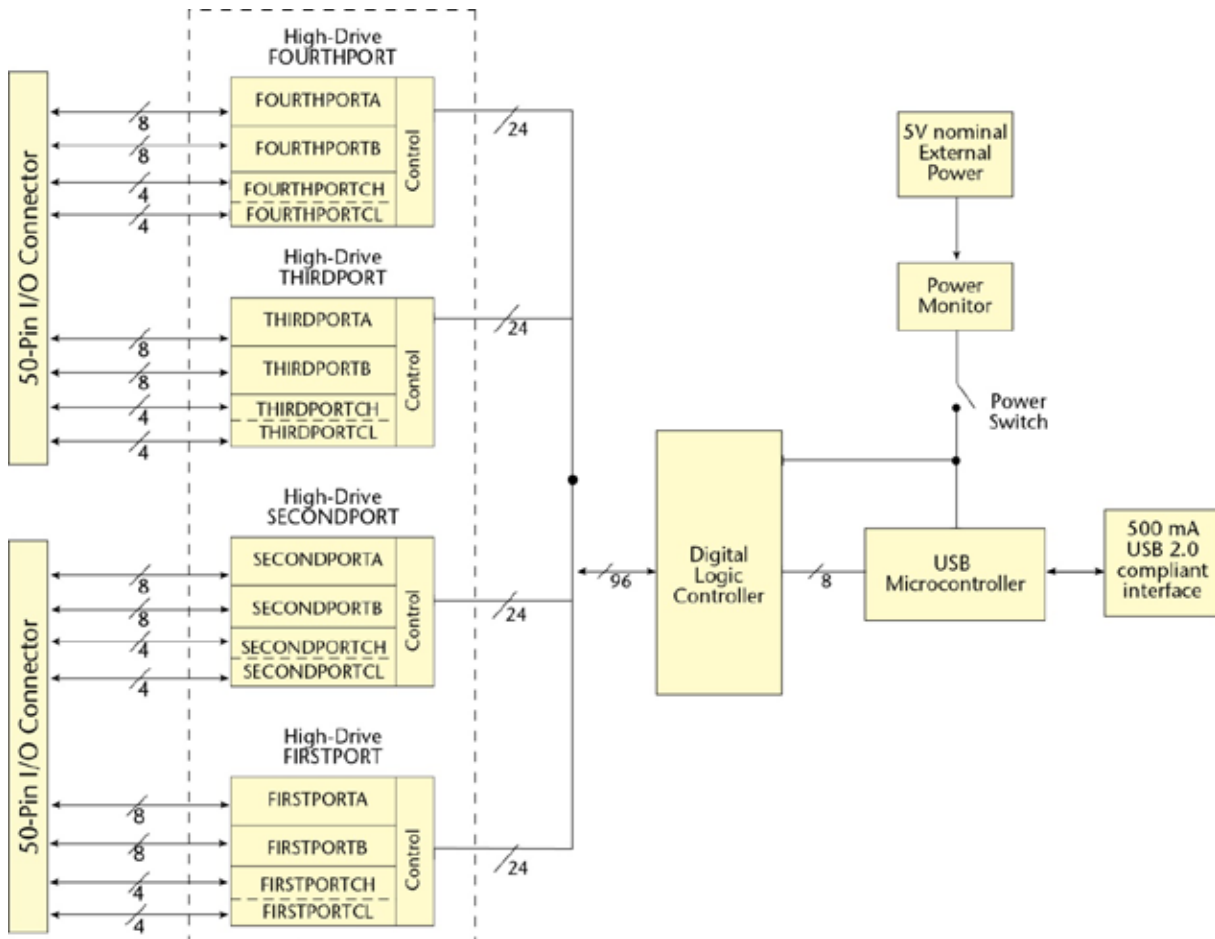 High-Drive
FOURTHPORT
50-Pin I/O Connector
FOURTHPORTA
FOURTHPORTB
FOURTHPORTCH
FOURTHPORTCL
Control
8
8
4
4
24
High-Drive
THIRDPORT
THIRDPORTA
THIRDPORTB
THIRDPORTCH
THIRDPORTCL
Control
8
8
4
4
24
High-Drive
SECONDPORT
50-Pin I/O Connector
SECONDPORTA
SECONDPORTB
SECONDPORTCH
SECONDPORTCL
Control
8
8
4
4
24
High-Drive
FIRSTPORT
FIRSTPORTA
FIRSTPORTB
FIRSTPORTCH
FIRSTPORTCL
Control
8
8
4
4
24
96
Digital
Logic
Controller
8
5V nominal
External
Power
Power
Monitor
Power
Switch
USB
Microcontroller
500 mA
USB 2.0
compliant
interface